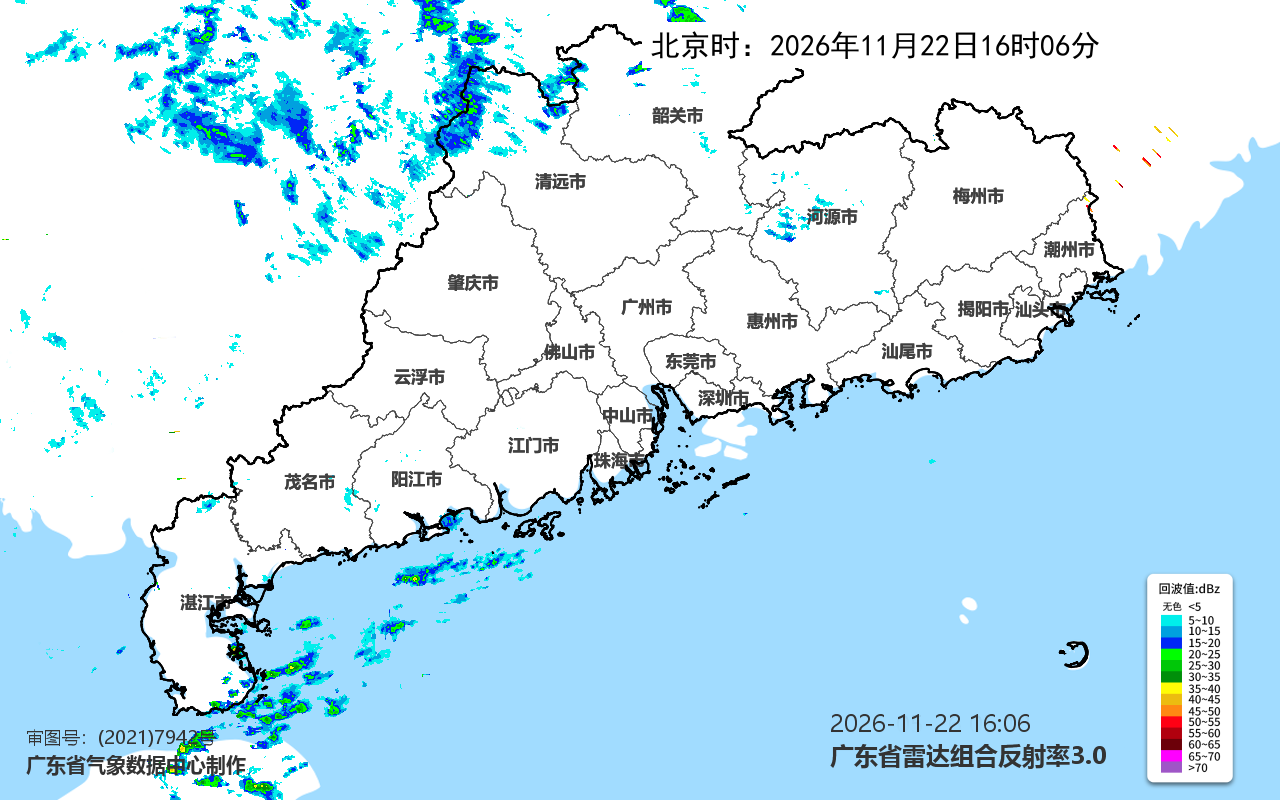 北京时：2026年11月22日16时06分
韶关市
清远市
梅州市
河源市
潮州市
肇庆市
广州市
揭阳市
汕头市
惠州市
佛山市
汕尾市
东莞市
云浮市
深圳市
中山市
江门市
珠海市
阳江市
茂名市
湛江市
回波值:dBz
无色 <5
5~10
10~15
15~20
20~25
25~30
30~35
35~40
40~45
45~50
50~55
55~60
60~65
65~70
>70
2026-11-22 16:06
广东省雷达组合反射率3.0
审图号：(2021)7942号
广东省气象数据中心制作